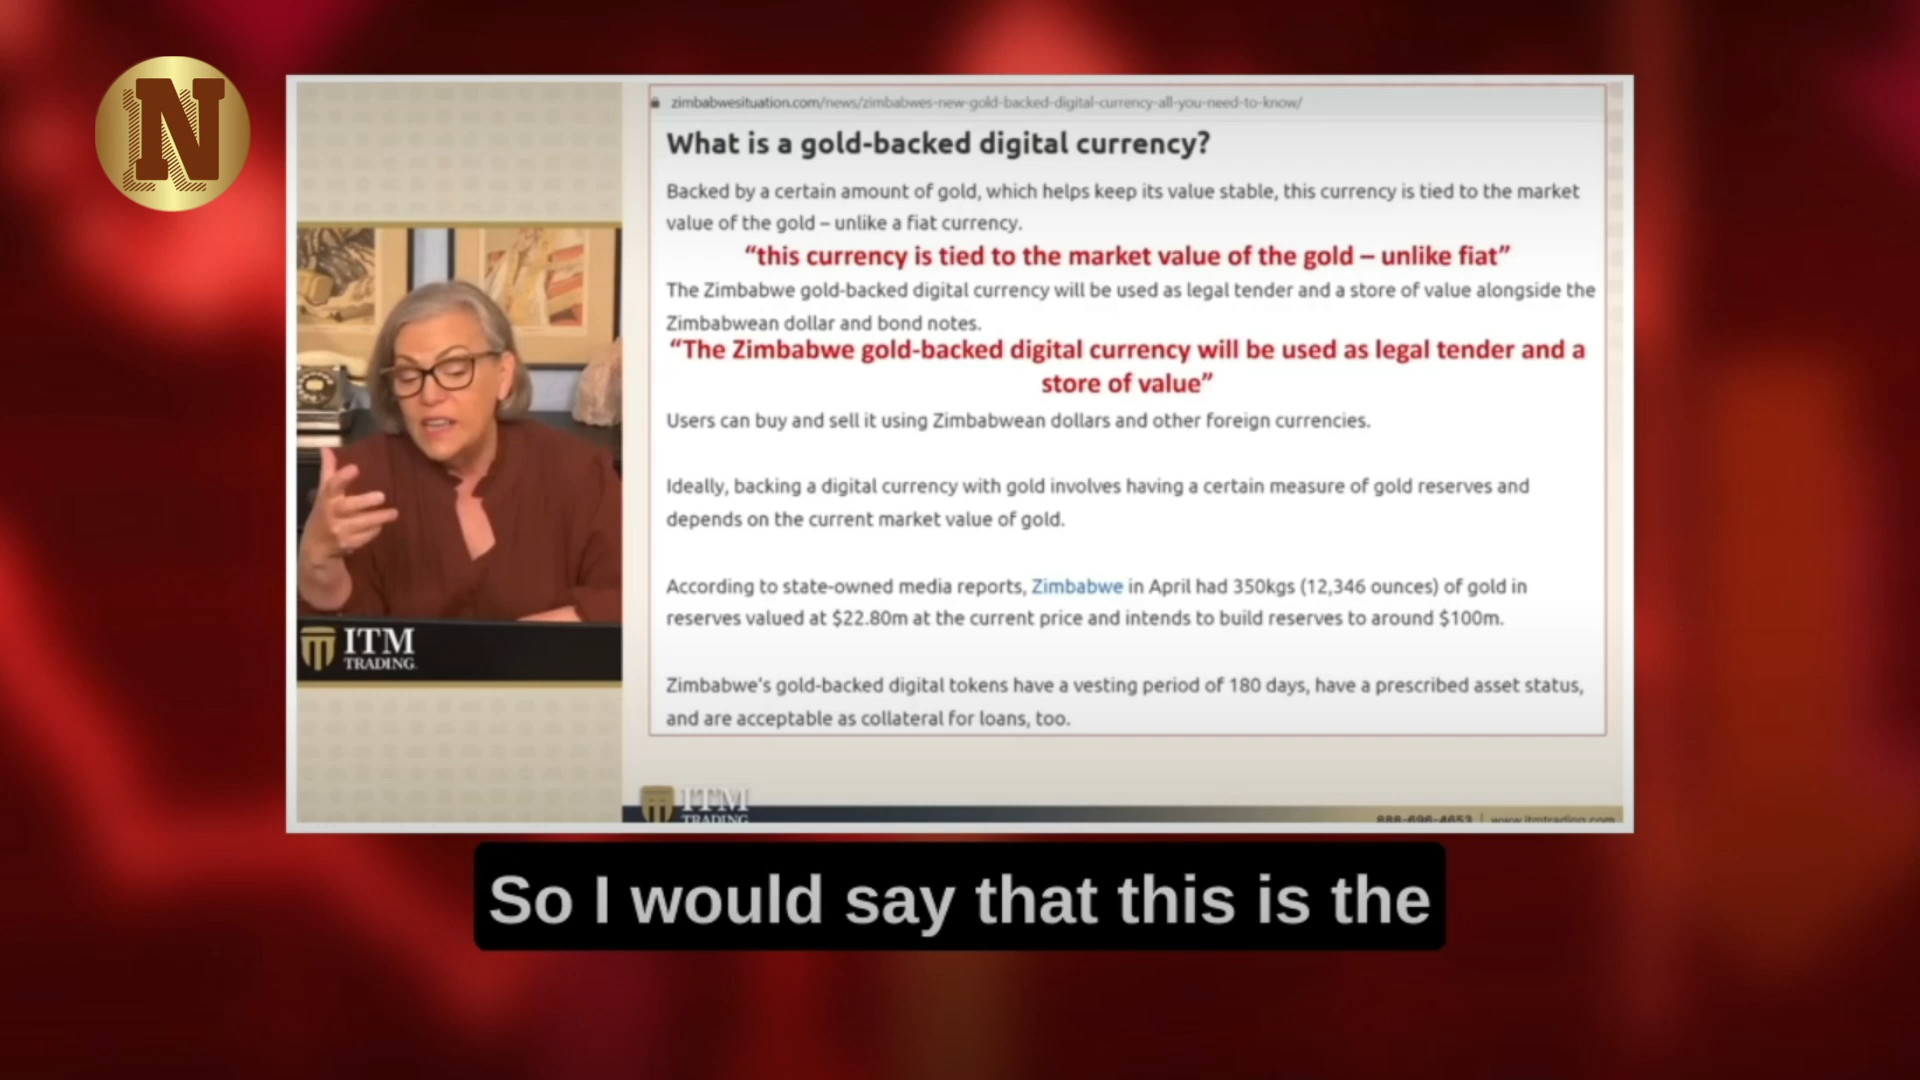 N
zimbabwesituation.com/news/zimbabwes-new-gold-backed-digital-currency-all-you-need-to-know/
What is a gold-backed digital currency?
Backed by a certain amount of gold, which helps keep its value stable, this currency is tied to the market
value of the gold – unlike a fiat currency.
“this currency is tied to the market value of the gold – unlike fiat”
The Zimbabwe gold-backed digital currency will be used as legal tender and a store of value alongside the
Zimbabwean dollar and bond notes.
“The Zimbabwe gold-backed digital currency will be used as legal tender and a
store of value”
Users can buy and sell it using Zimbabwean dollars and other foreign currencies.
Ideally, backing a digital currency with gold involves having a certain measure of gold reserves and
depends on the current market value of gold.
According to state-owned media reports, Zimbabwe in April had 350kgs (12,346 ounces) of gold in
reserves valued at $22.80m at the current price and intends to build reserves to around $100m.
Zimbabwe's gold-backed digital tokens have a vesting period of 180 days, have a prescribed asset status,
and are acceptable as collateral for loans, too.
ITM
TRADING.
ITM
TRADING
888-696-4653 | www.itmtrading.com
So I would say that this is the